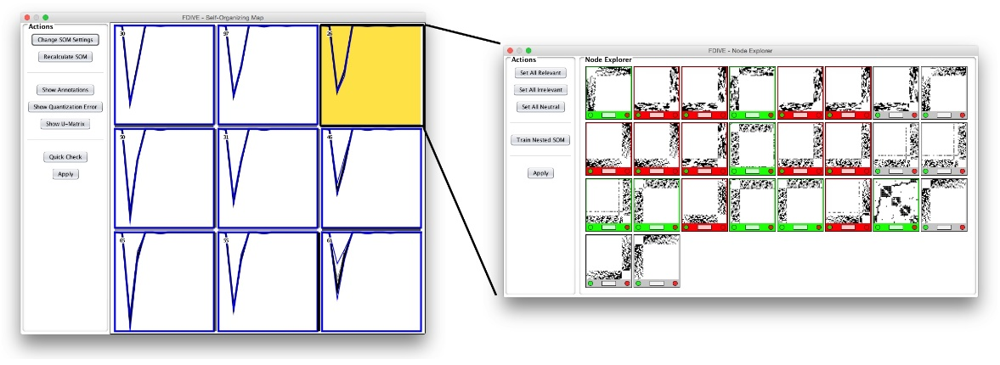 FDIVE - Self-Organizing Map
Actions
Change SOM Settings
Recalculate SOM
Show Annotations
Show Quantization Error
Show U-Matrix
Quick Check
Apply
30
97
26
50
31
46
65
55
61
FDIVE - Node Explorer
Actions
Set All Relevant
Set All Irrelevant
Set All Neutral
Train Nested SOM
Apply
Node Explorer